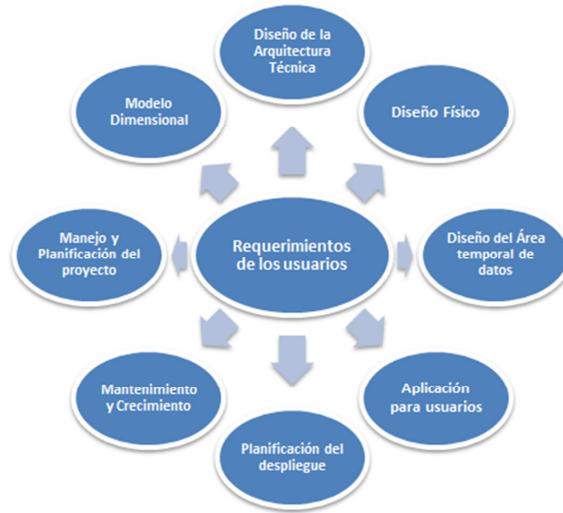 Diseño de la
Arquitectura
Técnica
Modelo
Dimensional
Diseño Físico
Manejo y
Planificación del
proyecto
Requerimientos
de los usuarios
Diseño del Área
temporal de
datos
Mantenimiento
y Crecimiento
Aplicación
para usuarios
Planificación del
despliegue